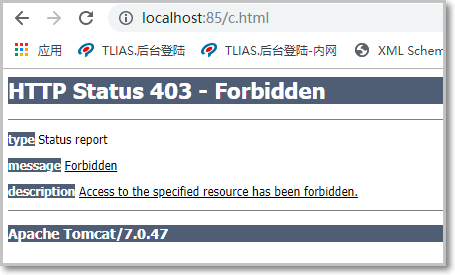 localhost:85/c.html
应用 TLIAS.后台登陆 TLIAS.后台登陆-内网 XML Schem
HTTP Status 403 - Forbidden
type Status report
message Forbidden
description Access to the specified resource has been forbidden.
Apache Tomcat/7.0.47